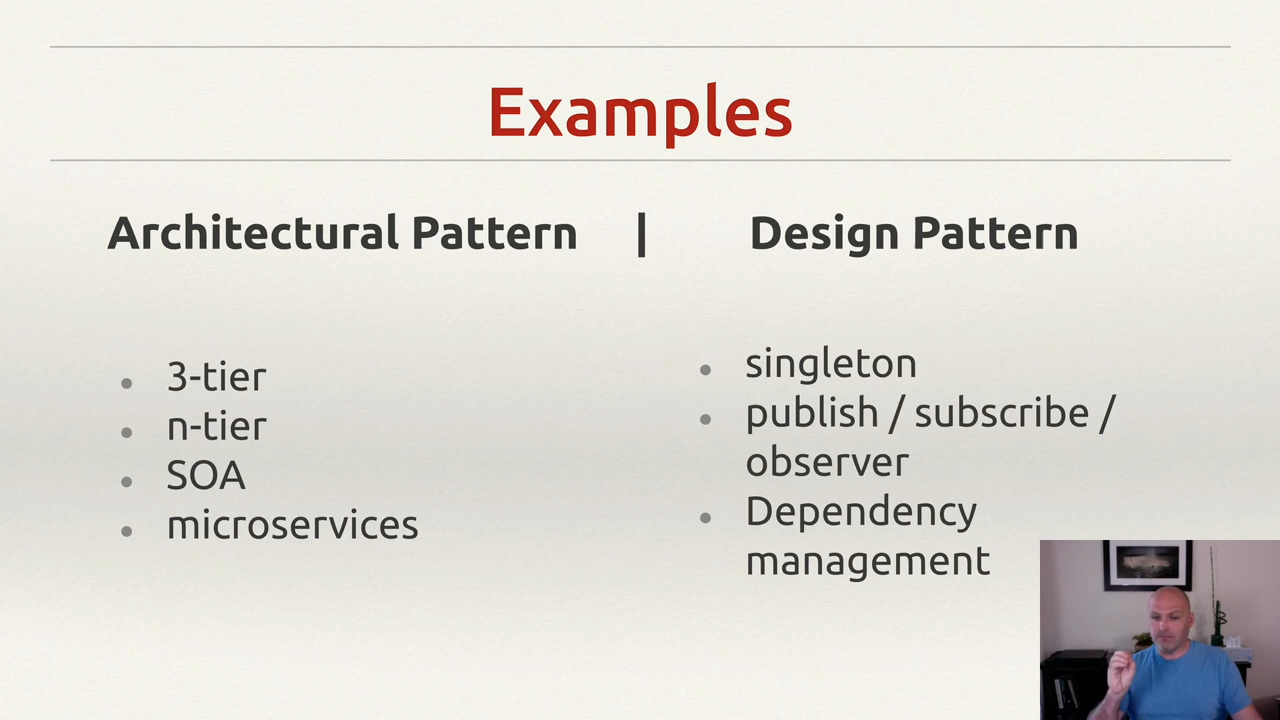 Examples
Architectural Pattern | Design Pattern
3-tier
n-tier
SOA
microservices
singleton
publish / subscribe /
observer
Dependency
management